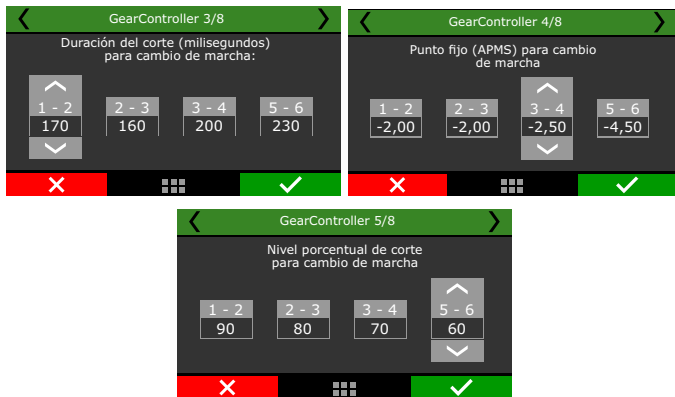 GearController 3/8
Duración del corte (milisegundos)
para cambio de marcha:
1 - 2 2 - 3 3 - 4 5 - 6
170 160 200 230
GearController 4/8
Punto fijo (APMS) para cambio
de marcha
1 - 2 2 - 3 3 - 4 5 - 6
-2,00 -2,00 -2,50 -4,50
GearController 5/8
Nivel porcentual de corte
para cambio de marcha
1 - 2 2 - 3 3 - 4 5 - 6
90 80 70 60